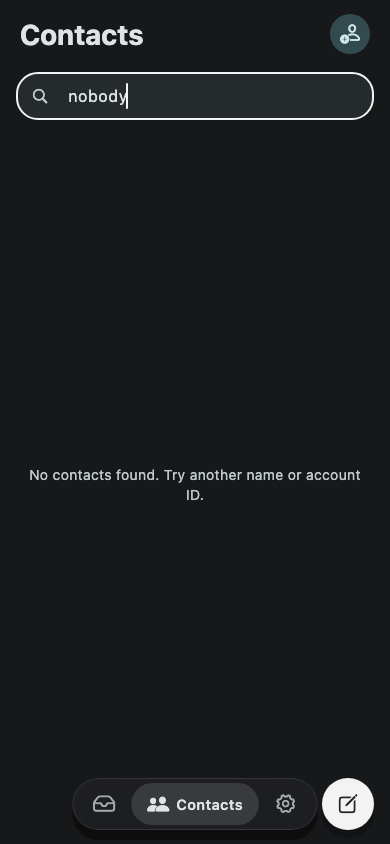 Contacts
nobody
No contacts found. Try another name or account
ID.
Contacts